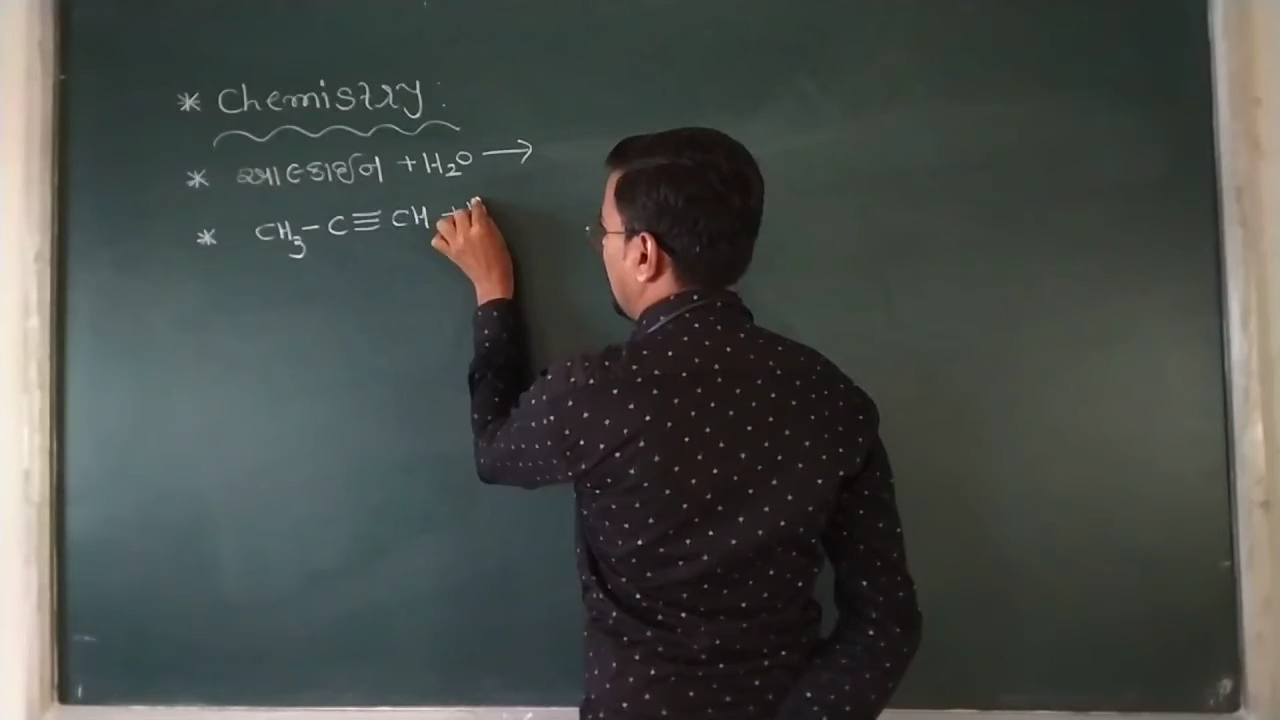 * Chemistry :
* આલ્કાઈન + H₂O →
* CH₃ - C ≡ CH +